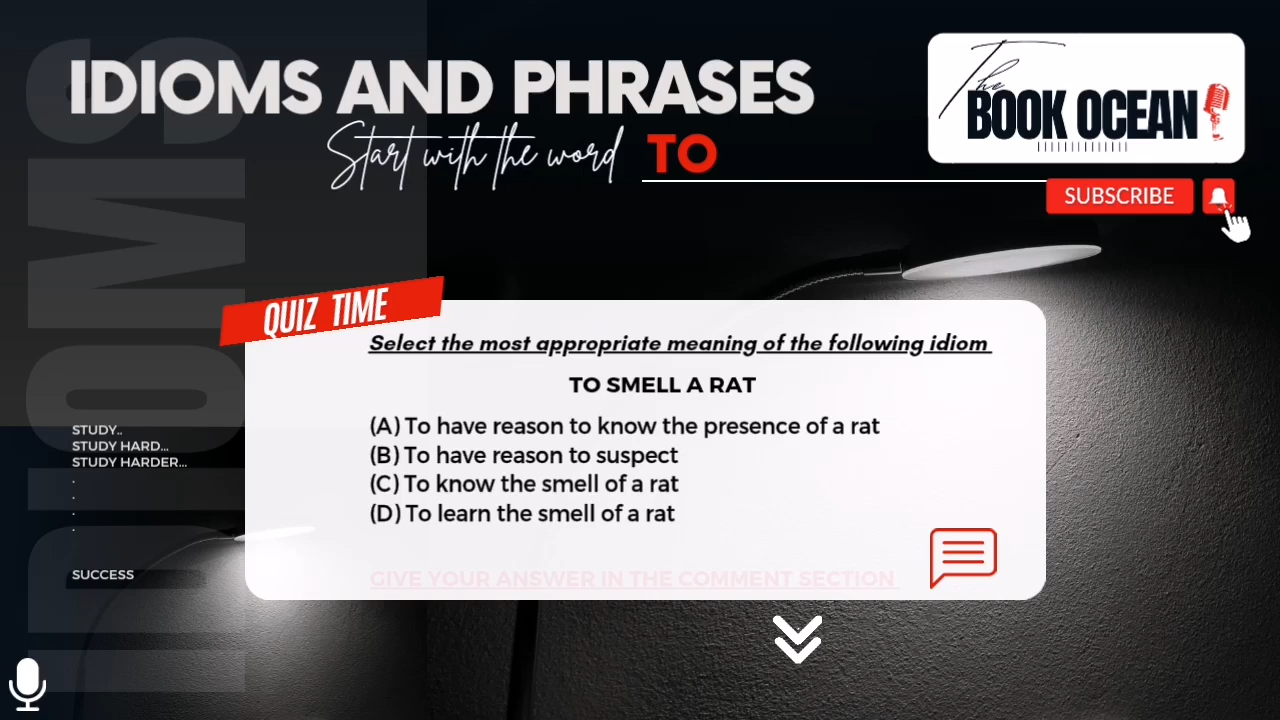 IDIOMS AND PHRASES
Start with the word TO
The
BOOK OCEAN
SUBSCRIBE
IDIOMS
QUIZ TIME
Select the most appropriate meaning of the following idiom
TO SMELL A RAT
(A) To have reason to know the presence of a rat
(B) To have reason to suspect
(C) To know the smell of a rat
(D) To learn the smell of a rat
GIVE YOUR ANSWER IN THE COMMENT SECTION
STUDY..
STUDY HARD...
STUDY HARDER...
.
.
.
.
SUCCESS